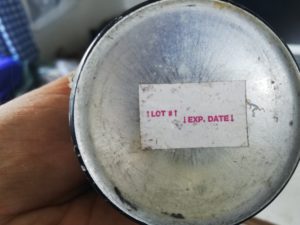 ↑LOT #↑
↓EXP. DATE↓